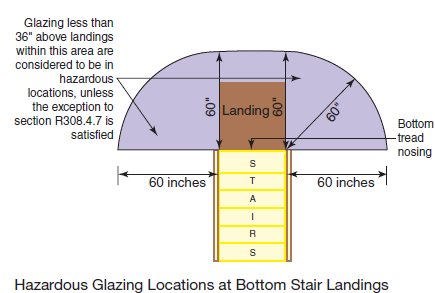 Glazing less than
36" above landings
within this area are
considered to be in
hazardous
locations, unless
the exception to
section R308.4.7 is
satisfied
60"
Landing
60"
60"
Bottom
tread
nosing
60 inches
60 inches
S
T
A
I
R
S
Hazardous Glazing Locations at Bottom Stair Landings